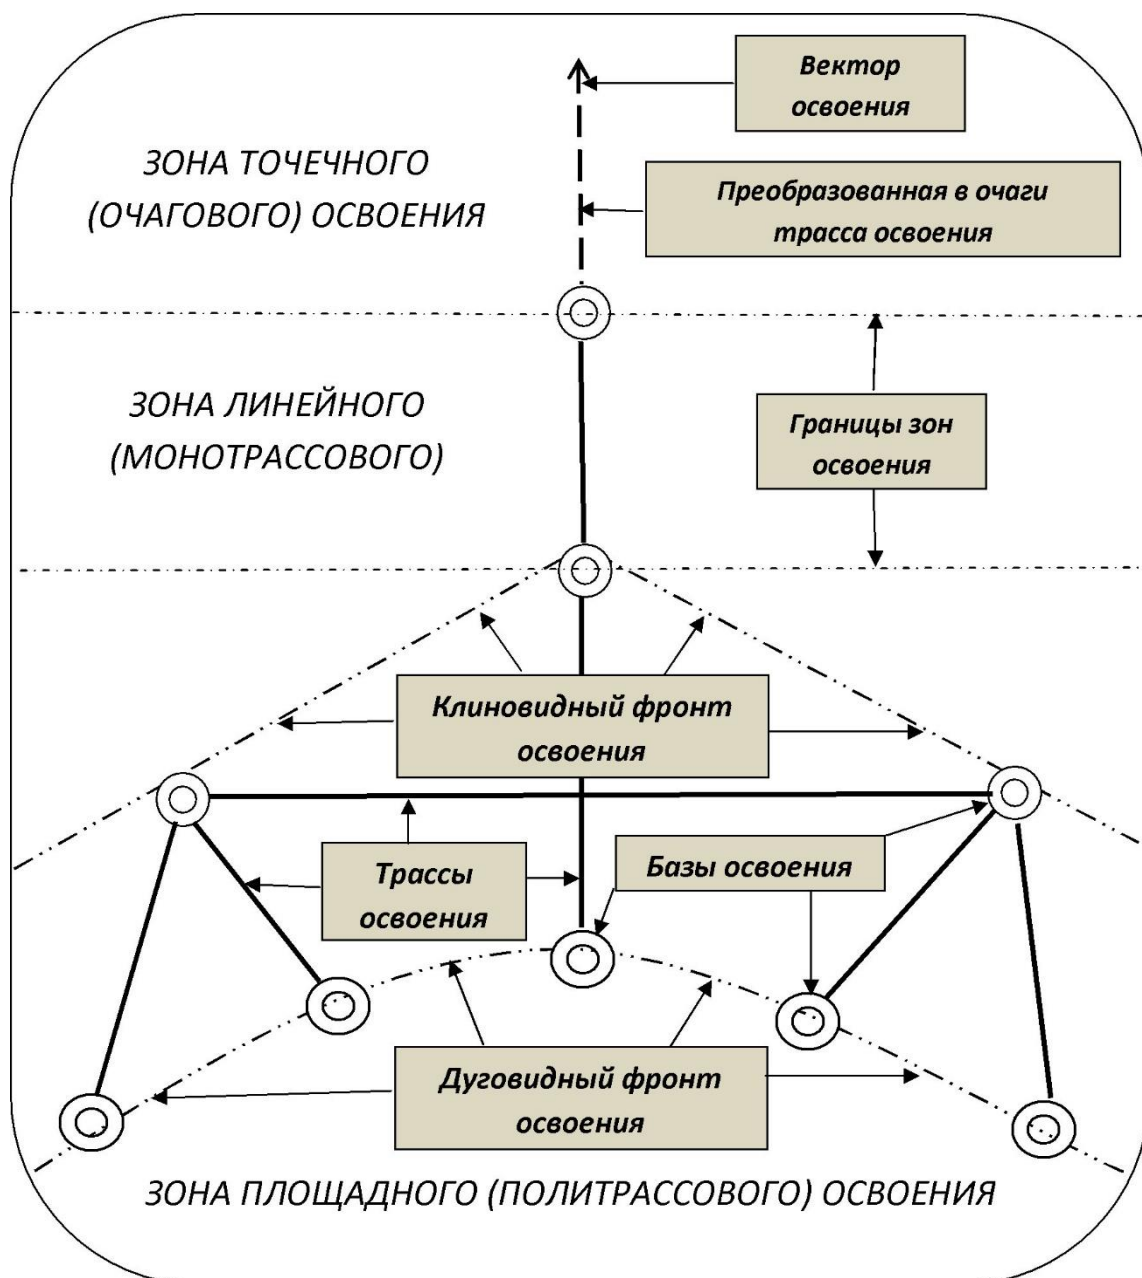 Вектор
освоения
ЗОНА ТОЧЕЧНОГО
(ОЧАГОВОГО) ОСВОЕНИЯ
Преобразованная в очаги
трасса освоения
ЗОНА ЛИНЕЙНОГО
(МОНОТРАССОВОГО)
Границы зон
освоения
Клиновидный фронт
освоения
Трассы
освоения
Базы освоения
Дуговидный фронт
освоения
ЗОНА ПЛОЩАДНОГО (ПОЛИТРАССОВОГО) ОСВОЕНИЯ